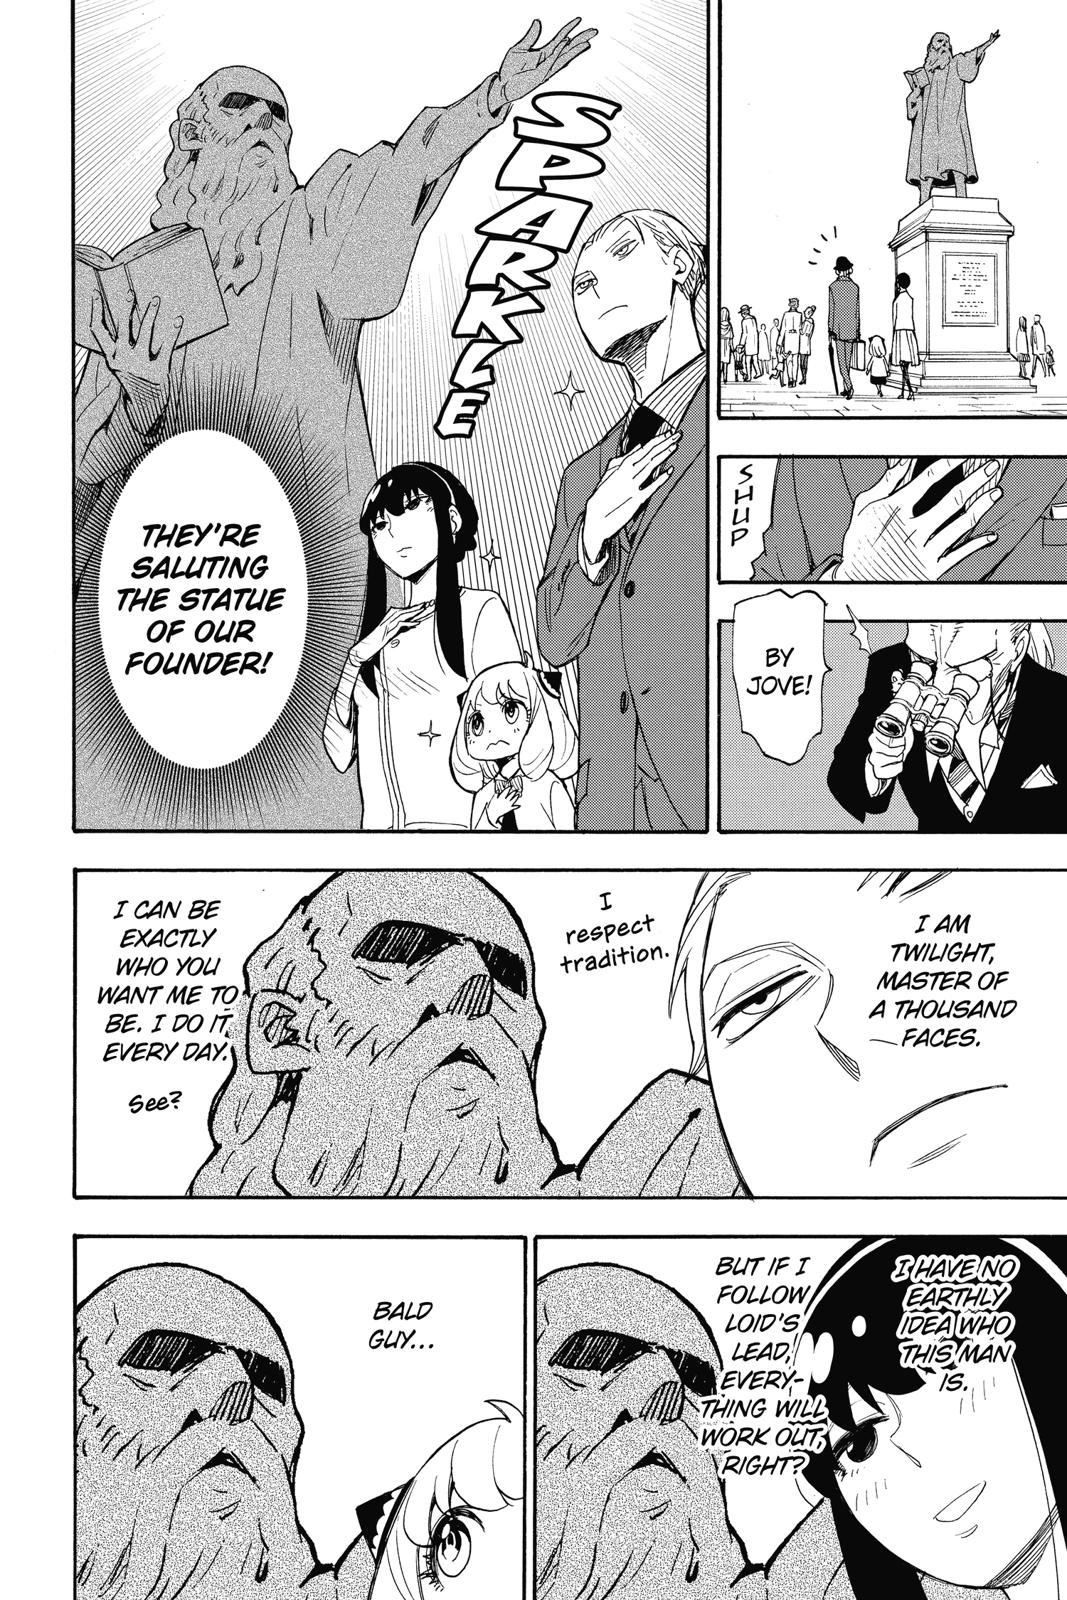 SHUP
BY
JOVE!
SPARKLE
THEY'RE
SALUTING
THE STATUE
OF OUR
FOUNDER!
I AM
TWILIGHT,
MASTER OF
A THOUSAND
FACES.
I
respect
tradition.
I CAN BE
EXACTLY
WHO YOU
WANT ME TO
BE. I DO IT
EVERY DAY.
See?
I HAVE NO
EARTHLY
IDEA WHO
THIS MAN
IS.
BUT IF I
FOLLOW
LOID'S
LEAD,
EVERY-
THING WILL
WORK OUT,
RIGHT?
BALD
GUY...